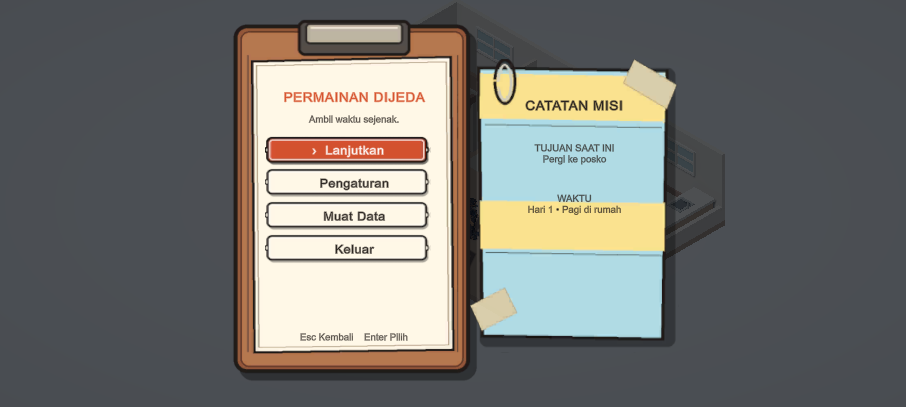 PERMAINAN DIJEDA
Ambil waktu sejenak.
› Lanjutkan
Pengaturan
Muat Data
Keluar
Esc Kembali Enter Pilih
CATATAN MISI
TUJUAN SAAT INI
Pergi ke posko
WAKTU
Hari 1 • Pagi di rumah